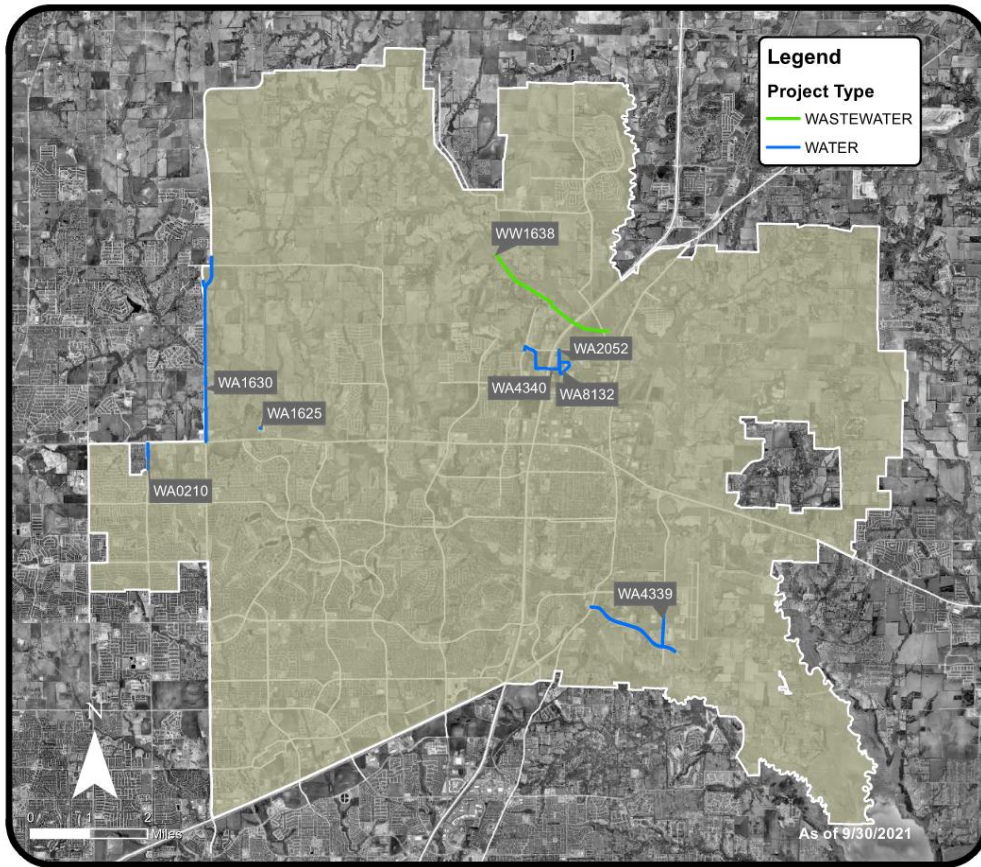 Legend
Project Type
WASTEWATER
WATER
WW1638
WA2052
WA4340
WA8132
WA1630
WA1625
WA0210
WA4339
N
0 1 2
Miles
As of 9/30/2021